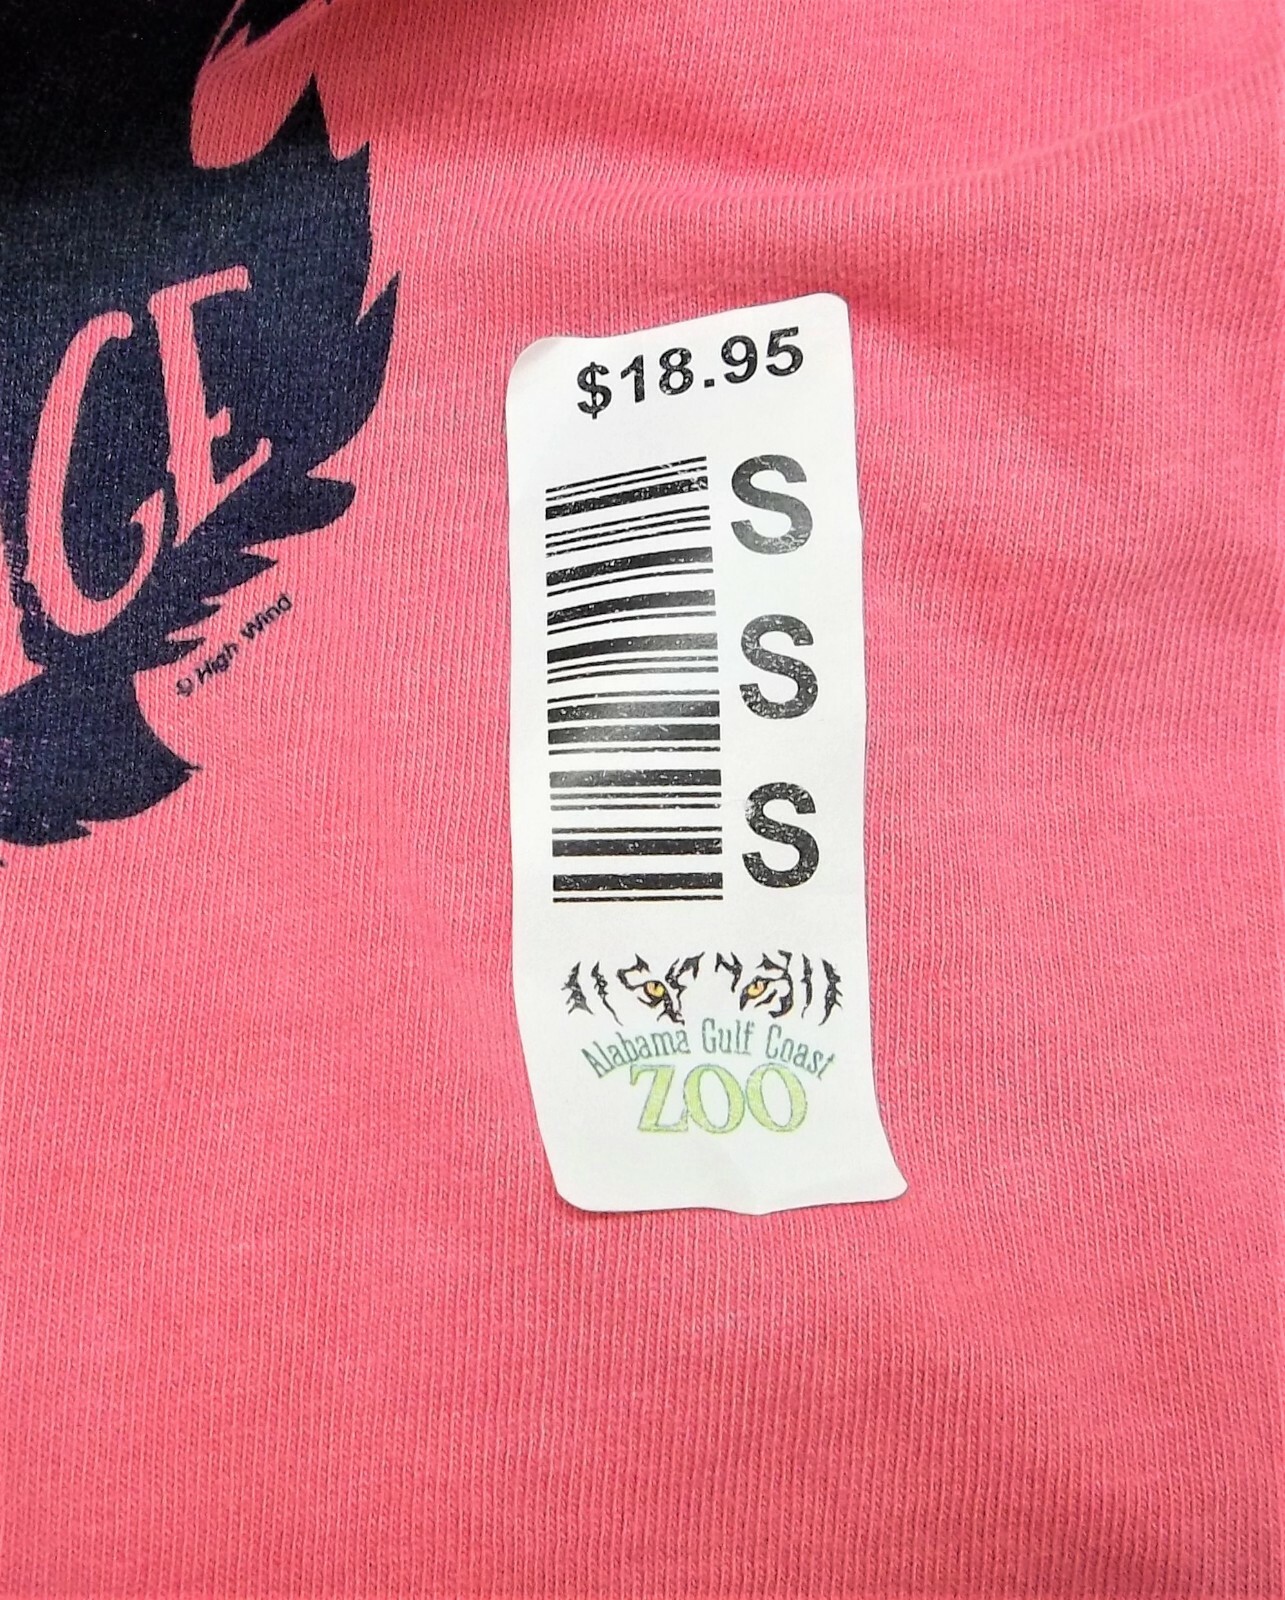 CE
© High Wind
$18.95
S
S
S
Alabama Gulf Coast
ZOO